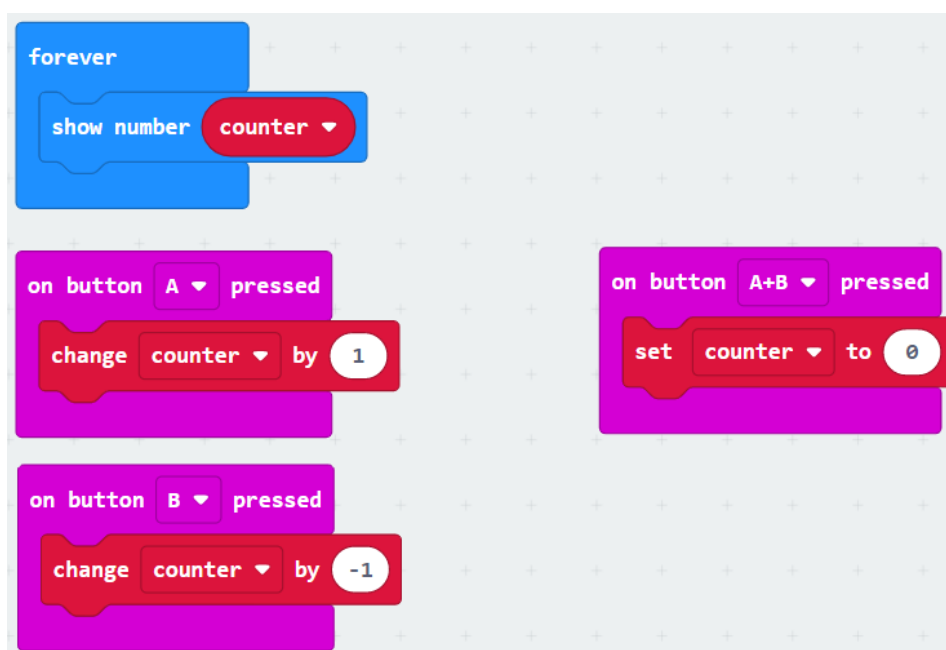 forever
show number counter
on button A pressed
change counter by 1
on button A+B pressed
set counter to 0
on button B pressed
change counter by -1